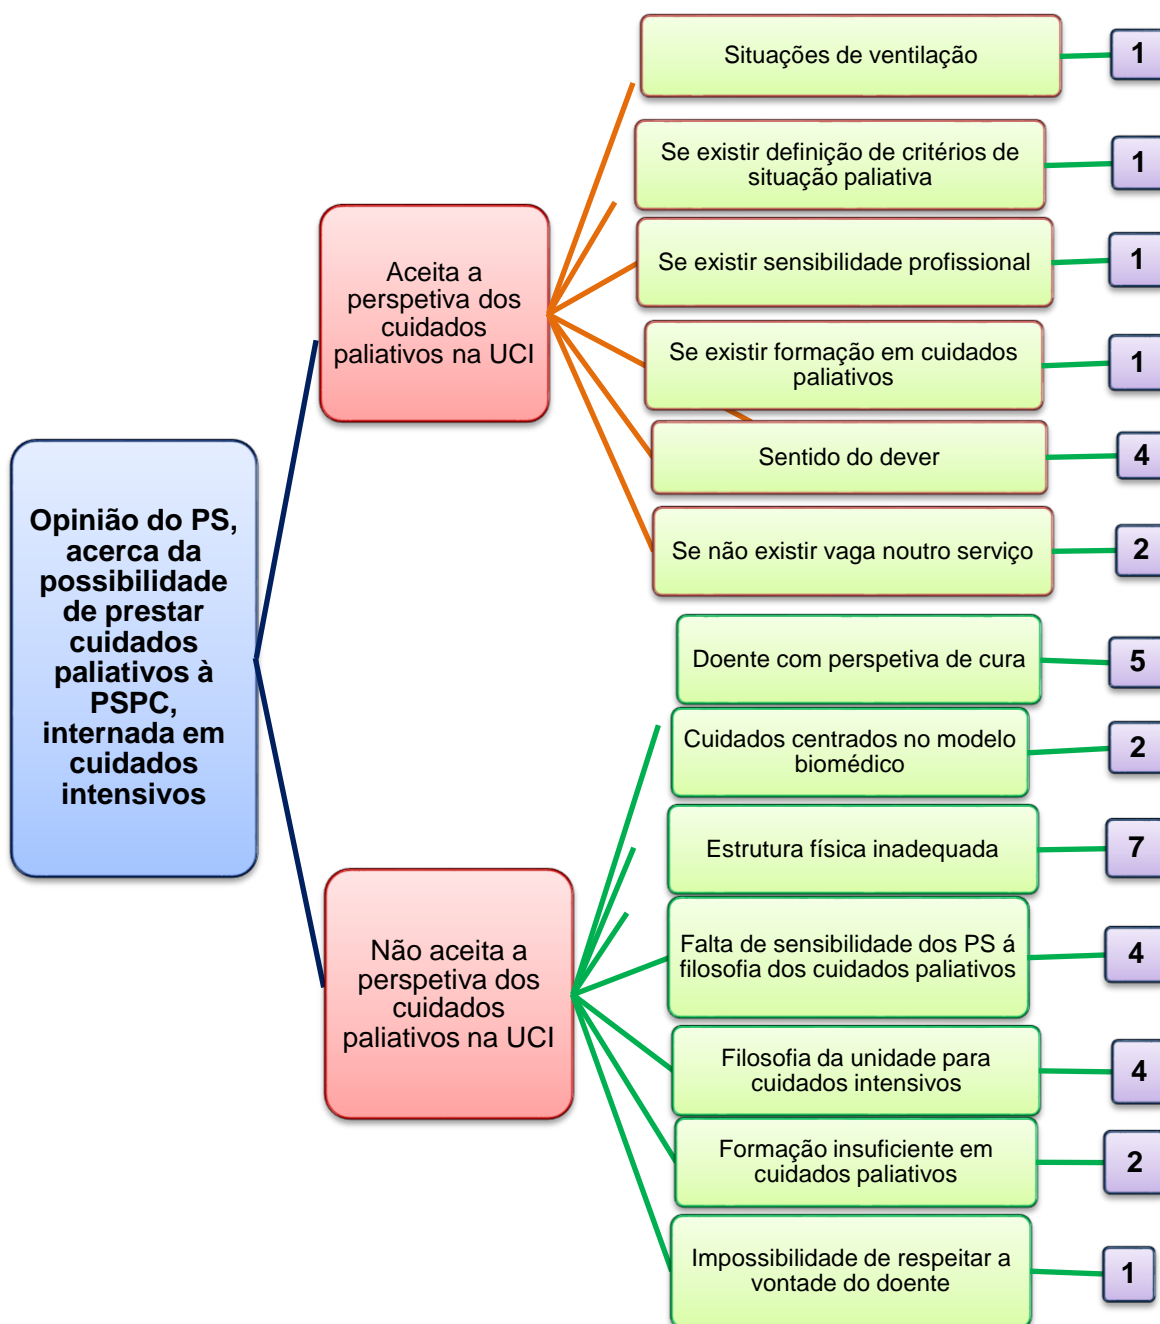 Opinião do PS,
acerca da
possibilidade
de prestar
cuidados
paliativos à
PSPC,
internada em
cuidados
intensivos
Aceita a
perspetiva dos
cuidados
paliativos na UCI
Situações de ventilação
1
Se existir definição de critérios de
situação paliativa
1
Se existir sensibilidade profissional
1
Se existir formação em cuidados
paliativos
1
Sentido do dever
4
Se não existir vaga noutro serviço
2
Não aceita a
perspetiva dos
cuidados
paliativos na UCI
Doente com perspetiva de cura
5
Cuidados centrados no modelo
biomédico
2
Estrutura física inadequada
7
Falta de sensibilidade dos PS á
filosofia dos cuidados paliativos
4
Filosofia da unidade para
cuidados intensivos
4
Formação insuficiente em
cuidados paliativos
2
Impossibilidade de respeitar a
vontade do doente
1